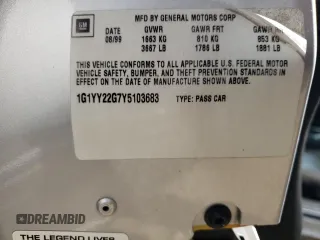 GM
MFD BY GENERAL MOTORS CORP
DATE GVWR GAWR FRT GAWR RR
08/99 1663 KG 810 KG 853 KG
3667 LB 1786 LB 1881 LB
THIS VEHICLE CONFORMS TO ALL APPLICABLE U.S. FEDERAL MOTOR
VEHICLE SAFETY, BUMPER, AND THEFT PREVENTION STANDARDS IN
EFFECT ON THE DATE OF MANUFACTURE SHOWN ABOVE.
1G1YY22G7Y5103683 TYPE: PASS CAR
DREAMBID
THE LEGEND LIVES